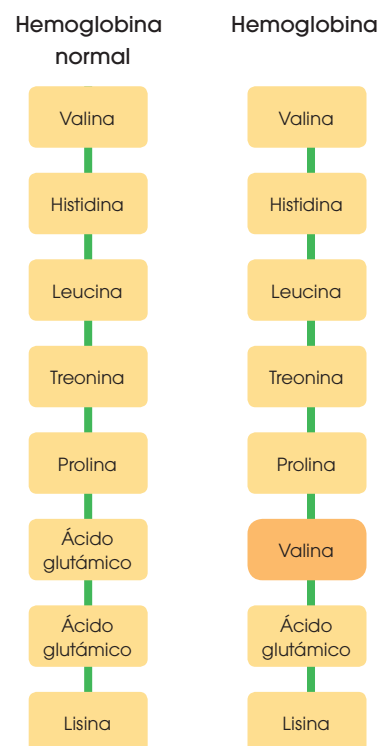 Hemoglobina
normal
Valina
Histidina
Leucina
Treonina
Prolina
Ácido
glutámico
Ácido
glutámico
Lisina
Hemoglobina
Valina
Histidina
Leucina
Treonina
Prolina
Valina
Ácido
glutámico
Lisina